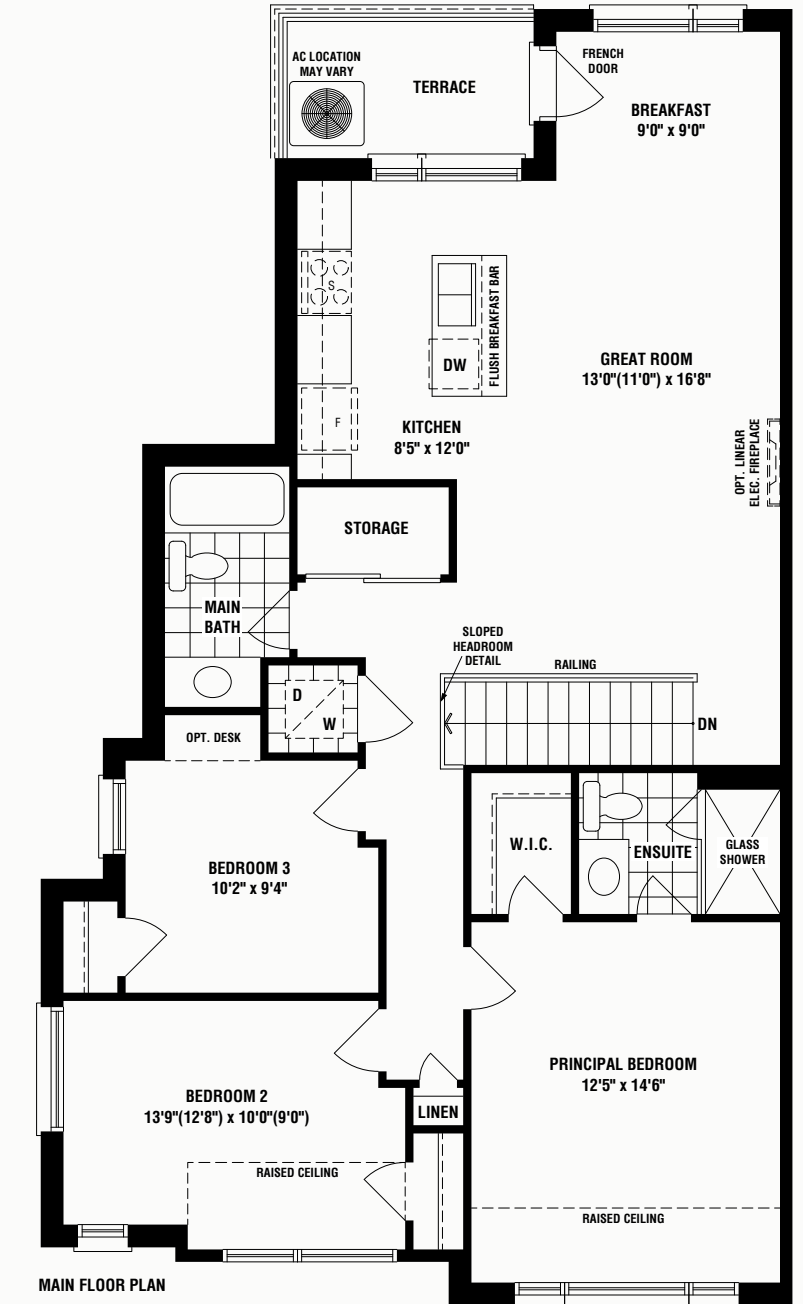 AC LOCATION
MAY VARY
TERRACE
FRENCH
DOOR
BREAKFAST
9'0" x 9'0"
S
FLUSH BREAKFAST BAR
DW
GREAT ROOM
13'0"(11'0") x 16'8"
F
KITCHEN
8'5" x 12'0"
OPT. LINEAR
ELEC. FIREPLACE
STORAGE
MAIN
BATH
SLOPED
HEADROOM
DETAIL
RAILING
D
W
DN
OPT. DESK
W.I.C.
ENSUITE
GLASS
SHOWER
BEDROOM 3
10'2" x 9'4"
PRINCIPAL BEDROOM
12'5" x 14'6"
BEDROOM 2
13'9"(12'8") x 10'0"(9'0")
LINEN
RAISED CEILING
RAISED CEILING
MAIN FLOOR PLAN